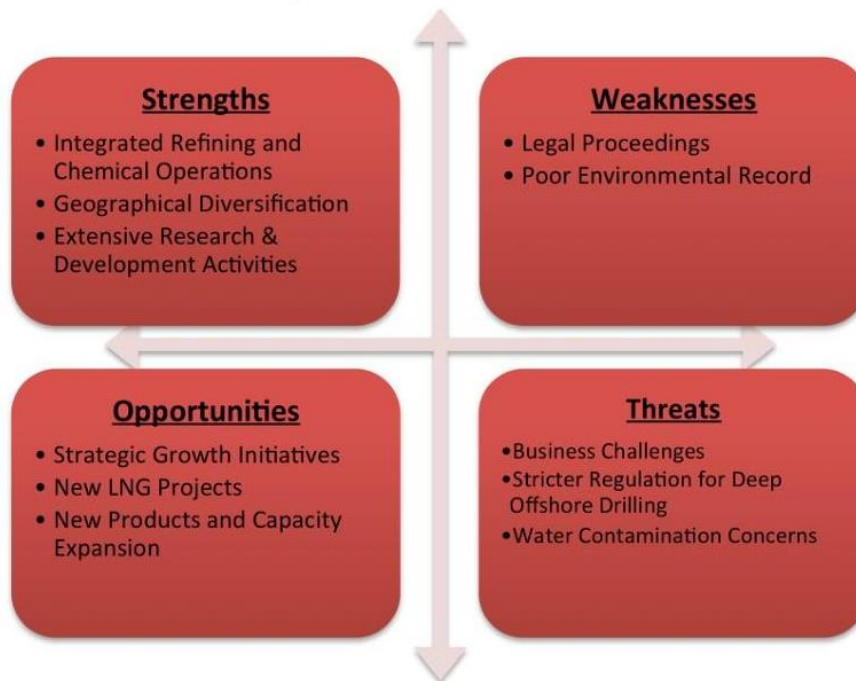 Strengths
• Integrated Refining and
Chemical Operations
• Geographical Diversification
• Extensive Research &
Development Activities
Weaknesses
• Legal Proceedings
• Poor Environmental Record
Opportunities
• Strategic Growth Initiatives
• New LNG Projects
• New Products and Capacity
Expansion
Threats
•Business Challenges
•Stricter Regulation for Deep
Offshore Drilling
•Water Contamination Concerns